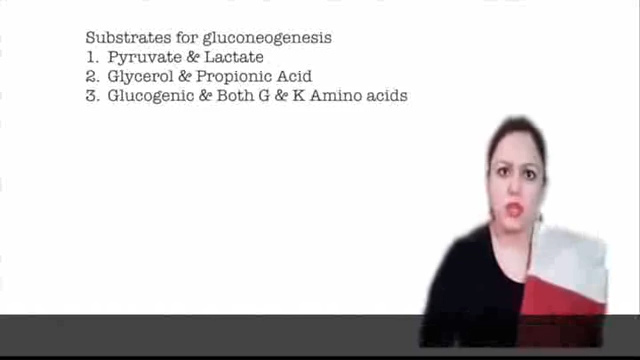 Substrates for gluconeogenesis
1. Pyruvate & Lactate
2. Glycerol & Propionic Acid
3. Glucogenic & Both G & K Amino acids